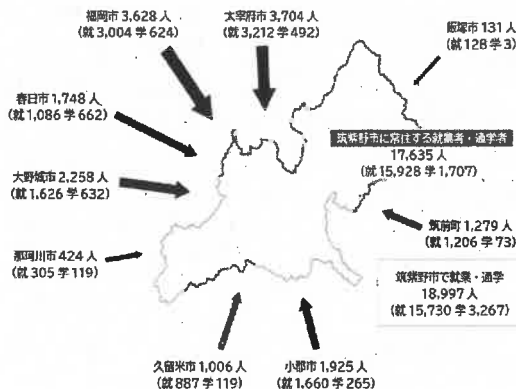 福岡市 3,628 人
(就 3,004 学 624)
太宰府市 3,704 人
(就 3,212 学 492)
飯塚市 131 人
(就 128 学 3)
春日市 1,748 人
(就 1,086 学 662)
筑紫野市に常住する就業者・通学者
17,635 人
(就 15,928 学 1,707)
大野城市 2,258 人
(就 1,626 学 632)
筑前町 1,279 人
(就 1,206 学 73)
那珂川市 424 人
(就 305 学 119)
筑紫野市で就業・通学
18,997 人
(就 15,730 学 3,267)
久留米市 1,006 人
(就 887 学 119)
小郡市 1,925 人
(就 1,660 学 265)